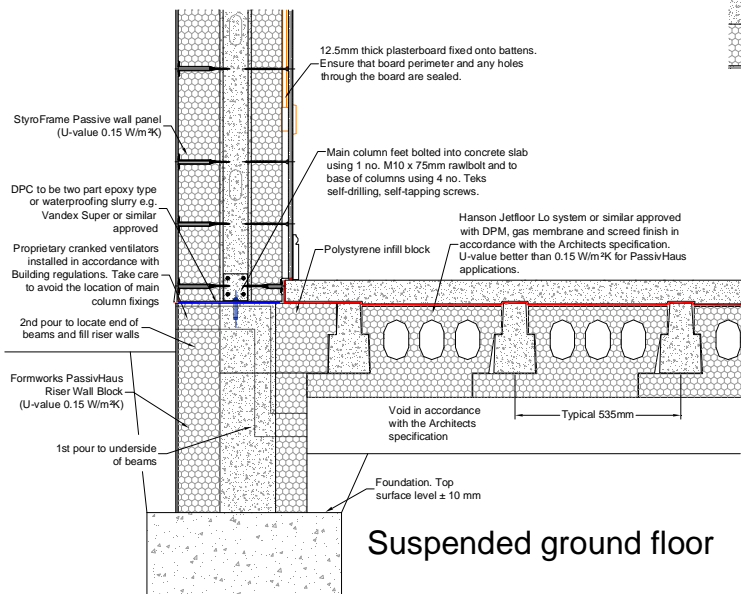 12.5mm thick plasterboard fixed onto battens.
Ensure that board perimeter and any holes
through the board are sealed.
StyroFrame Passive wall panel
(U-value 0.15 W/m²K)
Main column feet bolted into concrete slab
using 1 no. M10 x 75mm rawlbolt and to
base of columns using 4 no. Teks
self-drilling, self-tapping screws.
DPC to be two part epoxy type
or waterproofing slurry e.g.
Vandex Super or similar
approved
Hanson Jetfloor Lo system or similar approved
with DPM, gas membrane and screed finish in
accordance with the Architects specification.
U-value better than 0.15 W/m²K for PassivHaus
applications.
Polystyrene infill block
Proprietary cranked ventilators
installed in accordance with
Building regulations. Take care
to avoid the location of main
column fixings
2nd pour to locate end of
beams and fill riser walls
Formworks PassivHaus
Riser Wall Block
(U-value 0.15 W/m²K)
Void in accordance
with the Architects
specification
Typical 535mm
1st pour to underside
of beams
Foundation. Top
surface level ± 10 mm
Suspended ground floor